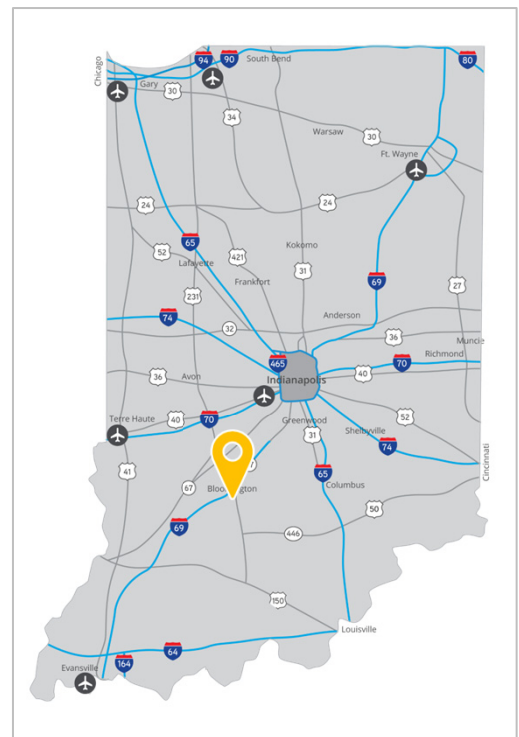 Chicago
94
90
South Bend
80
Gary
30
34
Warsaw
30
Ft. Wayne
24
24
65
52
421
Kokomo
31
Lafayette
Frankfort
69
27
231
74
32
Anderson
36
Muncie
465
Richmond
70
36
Avon
Indianapolis
40
Terre Haute
40
70
Greenwood
52
31
Shelbyville
74
Cincinnati
41
65
Columbus
67
Bloomington
50
69
446
150
Louisville
64
Evansville
164